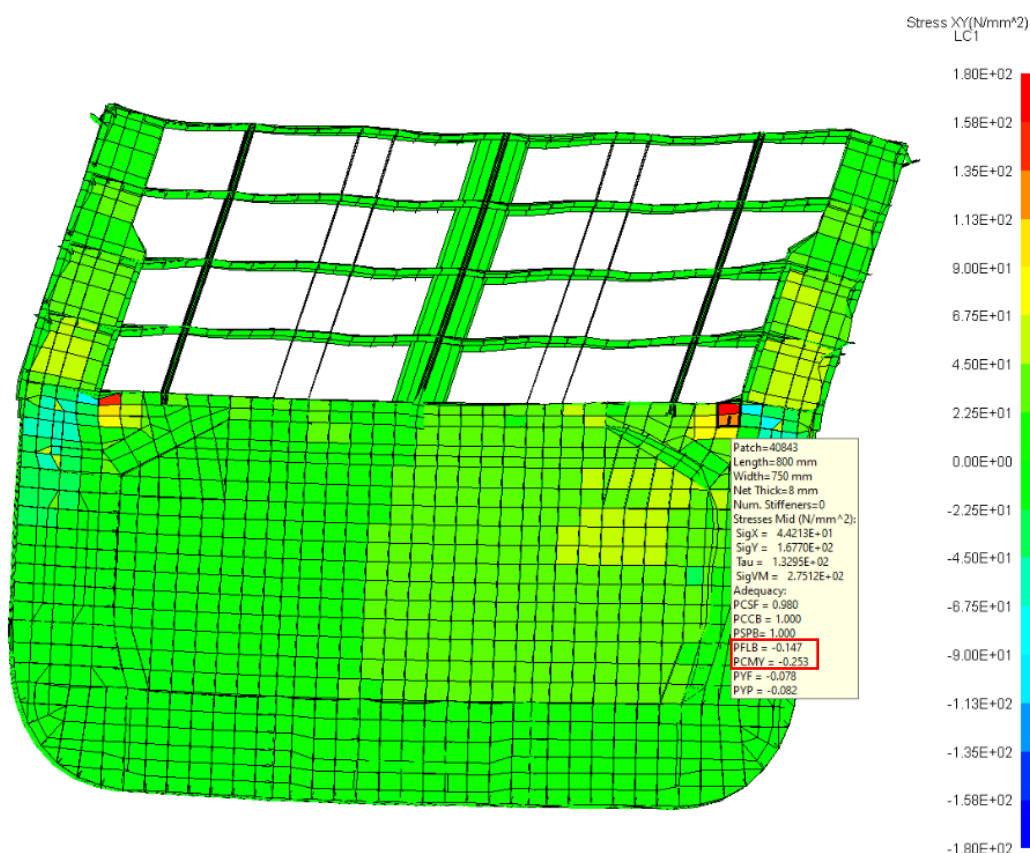 Stress XY(N/mm^2)
LC1
1.80E+02
1.58E+02
1.35E+02
1.13E+02
9.00E+01
6.75E+01
4.50E+01
2.25E+01
0.00E+00
-2.25E+01
-4.50E+01
-6.75E+01
-9.00E+01
-1.13E+02
-1.35E+02
-1.58E+02
-1.80E+02
Patch=40843
Length=800 mm
Width=750 mm
Net Thick=8 mm
Num. Stiffeners=0
Stresses Mid (N/mm^2):
SigX = 4.4213E+01
SigY = 1.6770E+02
Tau = 1.3295E+02
SigVM = 2.7512E+02
Adequacy:
PCSF = 0.980
PCCB = 1.000
PSPB= 1.000
PFLB = -0.147
PCMY = -0.253
PYF = -0.078
PYP = -0.082